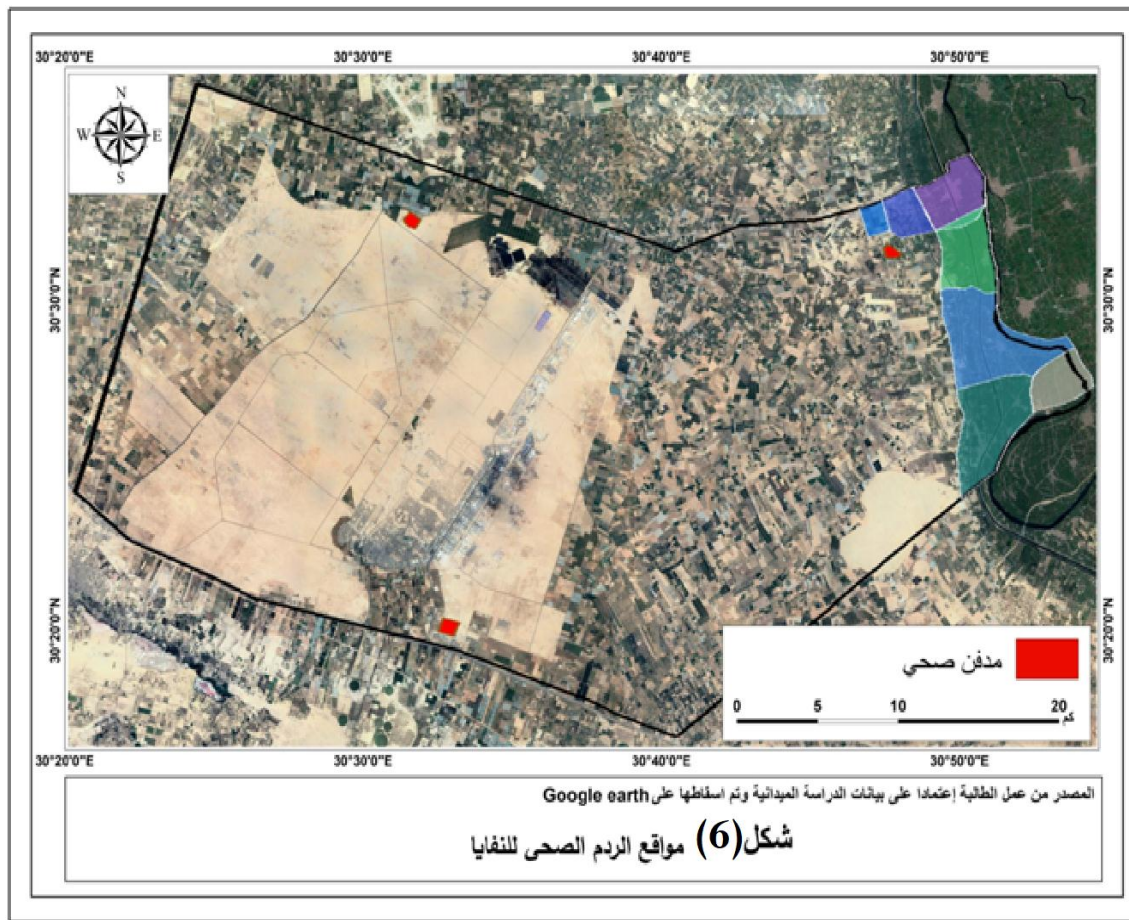 30°20'0"E 30°30'0"E 30°40'0"E 30°50'0"E
N
W E
S
30°30'0"N 30°30'0"N
30°20'0"N 30°20'0"N
مدفن صحي
0 5 10 20
كم
30°20'0"E 30°30'0"E 30°40'0"E 30°50'0"E
المصدر من عمل الطالبة إعتمادا على بيانات الدراسة الميدانية وتم اسقاطها على Google earth
شكل(6) مواقع الردم الصحى للنفايا